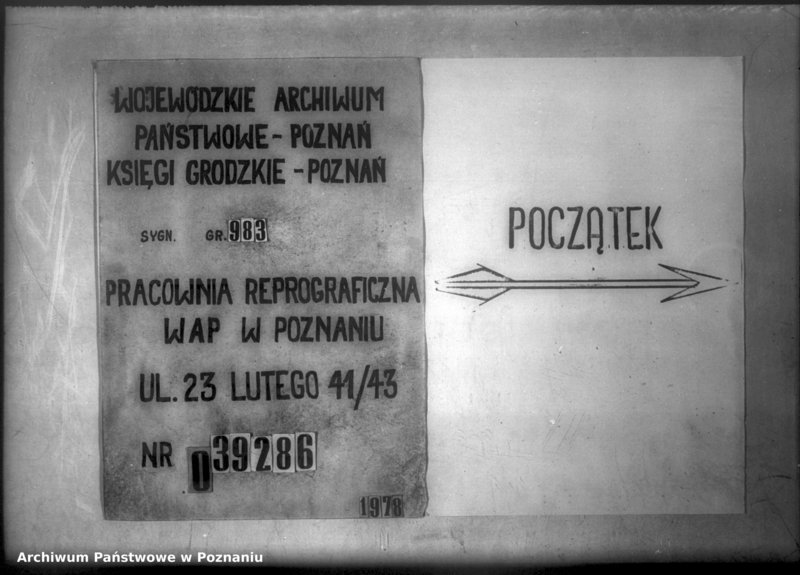 WOJEWÓDZKIE ARCHIWUM
PAŃSTWOWE - POZNAŃ
KSIĘGI GRODZKIE - POZNAŃ
SYGN. GR. 983
PRACOWNIA REPROGRAFICZNA
WAP W POZNANIU
UL. 23 LUTEGO 41/43
NR 039286
1978
POCZĄTEK
Archiwum Państwowe w Poznaniu